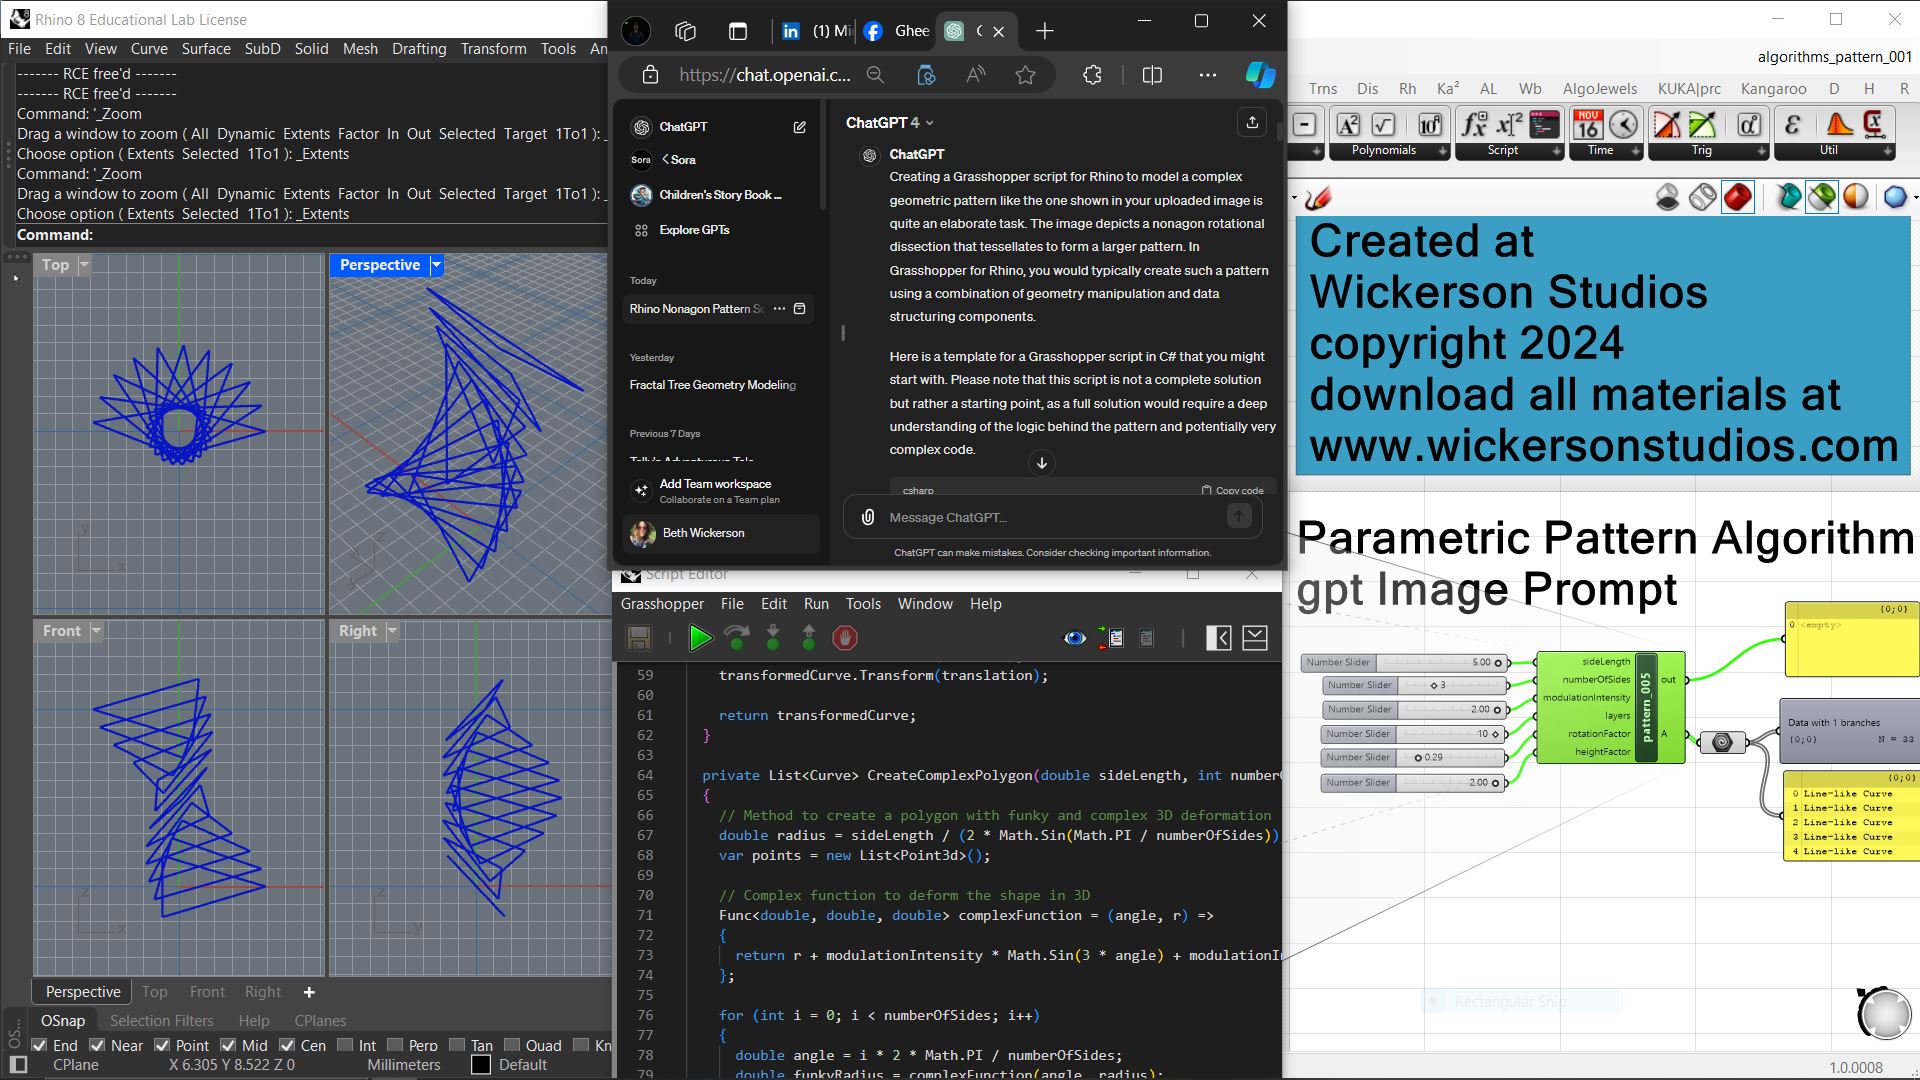 Rhino 8 Educational Lab License
File Edit View Curve Surface SubD Solid Mesh Drafting Transform Tools An
------- RCE free'd -------
------- RCE free'd -------
Command: '_Zoom
Drag a window to zoom ( All Dynamic Extents Factor In Out Selected Target 1To1 ): _
Choose option ( Extents Selected 1To1 ): _Extents
Command: '_Zoom
Drag a window to zoom ( All Dynamic Extents Factor In Out Selected Target 1To1 ): _
Choose option ( Extents Selected 1To1 ): _Extents
Command:
Top
Perspective
y
x
z
y
x
Front
Right
z
x
z
y
Perspective Top Front Right
OSnap Selection Filters Help CPlanes
OS...
End Near Point Mid Cen Int Perp Tan Quad Kn
CPlane X 6.305 Y 8.522 Z 0 Millimeters Default
(1) Mi
Ghee
https://chat.openai.c...
ChatGPT
Sora
Sora
Children's Story Book ...
Explore GPTs
Today
Rhino Nonagon Pattern Sc
Yesterday
Fractal Tree Geometry Modeling
Previous 7 Days
Add Team workspace
Collaborate on a Team plan
Beth Wickerson
ChatGPT 4
ChatGPT
Creating a Grasshopper script for Rhino to model a complex
geometric pattern like the one shown in your uploaded image is
quite an elaborate task. The image depicts a nonagon rotational
dissection that tessellates to form a larger pattern. In
Grasshopper for Rhino, you would typically create such a pattern
using a combination of geometry manipulation and data
structuring components.
Here is a template for a Grasshopper script in C# that you might
start with. Please note that this script is not a complete solution
but rather a starting point, as a full solution would require a deep
understanding of the logic behind the pattern and potentially very
complex code.
csharp Copy code
Message ChatGPT...
ChatGPT can make mistakes. Consider checking important information.
Script Editor
Grasshopper File Edit Run Tools Window Help
59 transformedCurve.Transform(translation);
60
61 return transformedCurve;
62 }
63
64 private List<Curve> CreateComplexPolygon(double sideLength, int number
65 {
66 // Method to create a polygon with funky and complex 3D deformation
67 double radius = sideLength / (2 * Math.Sin(Math.PI / numberOfSides))
68 var points = new List<Point3d>();
69
70 // Complex function to deform the shape in 3D
71 Func<double, double, double> complexFunction = (angle, r) =>
72 {
73 return r + modulationIntensity * Math.Sin(3 * angle) + modulationI
74 };
75
76 for (int i = 0; i < numberOfSides; i++)
77 {
78 double angle = i * 2 * Math.PI / numberOfSides;
79 double funkyRadius = complexFunction(angle, radius);
algorithms_pattern_001
Trns Dis Rh Ka² AL Wb AlgoJewels KUKA|prc Kangaroo D H R
Polynomials Script Time Trig Util
NOV
16
Created at
Wickerson Studios
copyright 2024
download all materials at
www.wickersonstudios.com
Parametric Pattern Algorithm
gpt Image Prompt
Number Slider 5.00
Number Slider 3
Number Slider 2.00
Number Slider 10
Number Slider 0.29
Number Slider 2.00
sideLength
numberOfSides
modulationIntensity
layers
rotationFactor
heightFactor
pattern_005
out
A
{0;0}
0 <empty>
Data with 1 branches
{0;0} N = 33
{0;0}
0 Line-like Curve
1 Line-like Curve
2 Line-like Curve
3 Line-like Curve
4 Line-like Curve
Rectangular Snip
1.0.0008